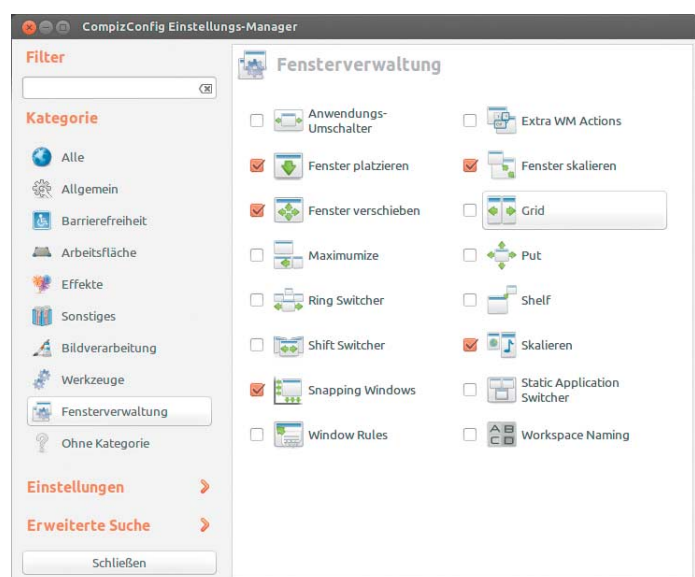 CompizConfig Einstellungs-Manager
Filter
Kategorie
Alle
Allgemein
Barrierefreiheit
Arbeitsfläche
Effekte
Sonstiges
Bildverarbeitung
Werkzeuge
Fensterverwaltung
Ohne Kategorie
Einstellungen
Erweiterte Suche
Schließen
Fensterverwaltung
Anwendungs-
Umschalter
Extra WM Actions
Fenster platzieren
Fenster skalieren
Fenster verschieben
Grid
Maximumize
Put
Ring Switcher
Shelf
Shift Switcher
Skalieren
Snapping Windows
Static Application
Switcher
Window Rules
A B
C D
Workspace Naming